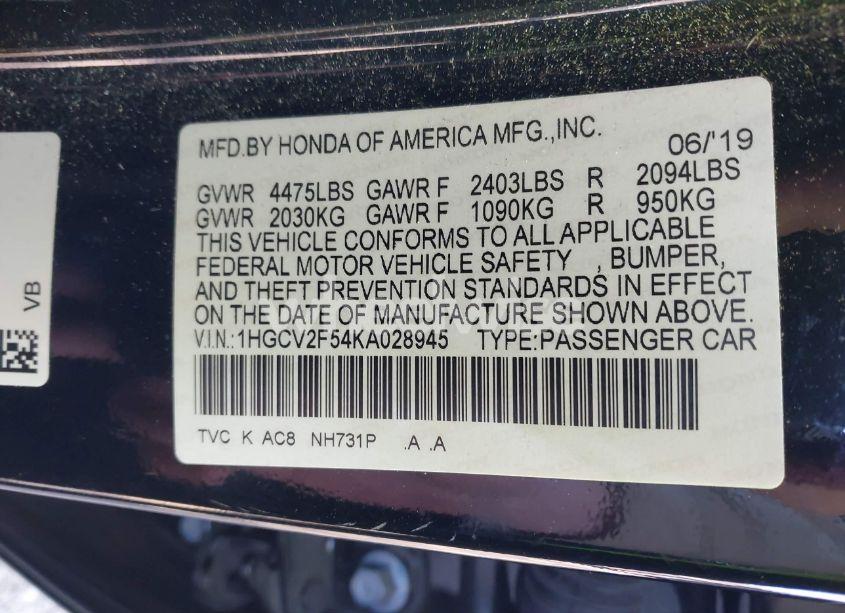 MFD.BY HONDA OF AMERICA MFG.,INC. 06/'19
GVWR 4475LBS GAWR F 2403LBS R 2094LBS
GVWR 2030KG GAWR F 1090KG R 950KG
THIS VEHICLE CONFORMS TO ALL APPLICABLE
FEDERAL MOTOR VEHICLE SAFETY , BUMPER,
AND THEFT PREVENTION STANDARDS IN EFFECT
ON THE DATE OF MANUFACTURE SHOWN ABOVE.
V.I.N.:1HGCV2F54KA028945 TYPE:PASSENGER CAR
TVC K AC8 NH731P .A .A
VB